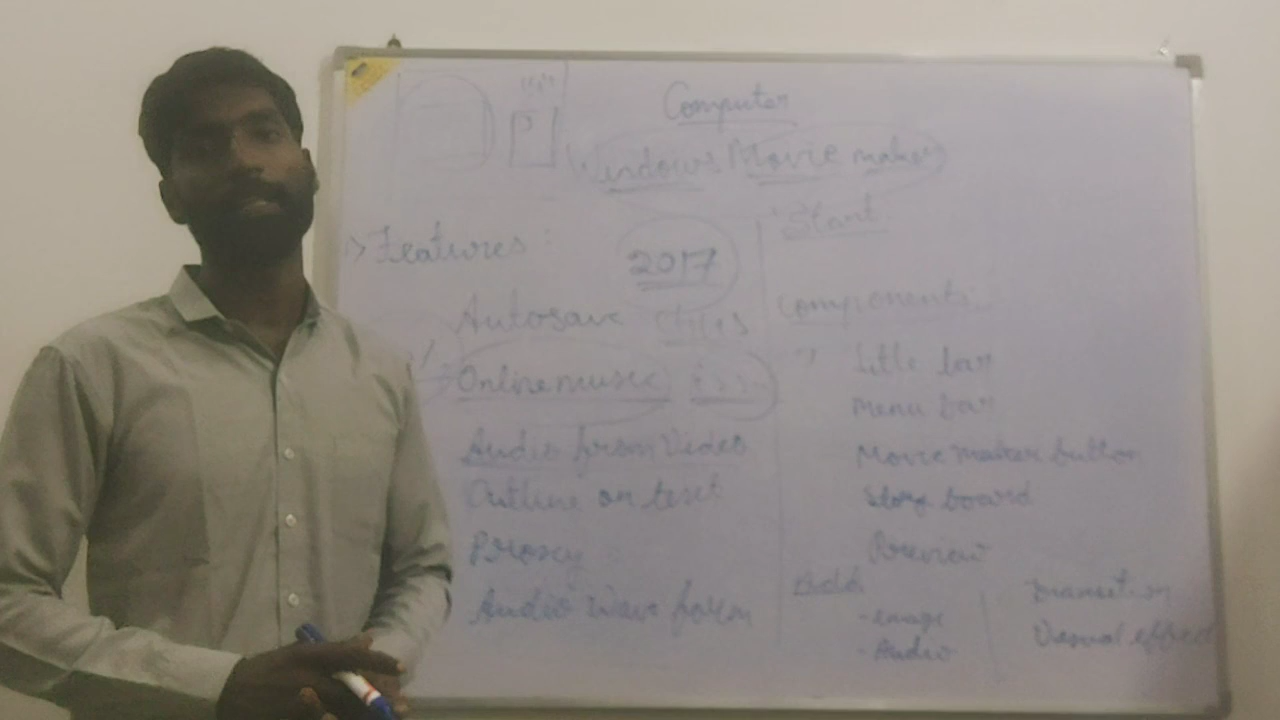 Computer
Windows Movie maker
Features :
2017
Autosave files
Online music
Audio from Video
Outline on text
Proxy
Audio wave form
Start
Components:
title bar
Menu bar
Movie maker button
Story board
Preview
Add
- image
- Audio
Transition
Visual effect